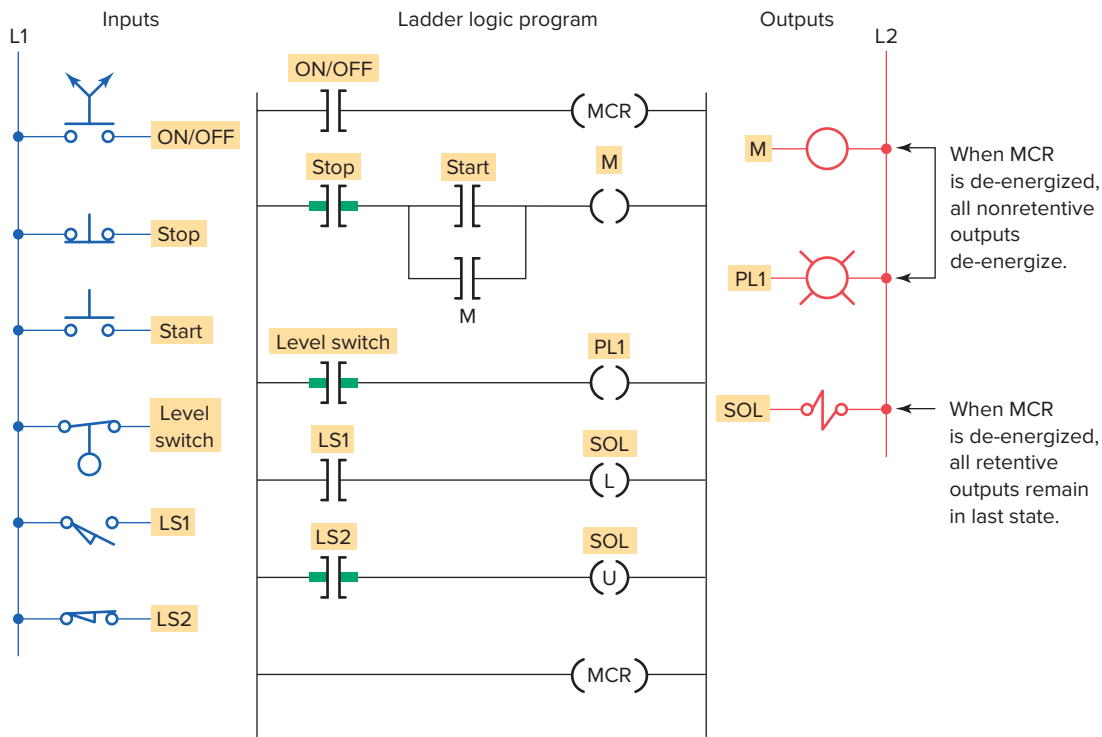 Inputs
Ladder logic program
Outputs
L1
L2
ON/OFF
Stop
Start
Level
switch
LS1
LS2
ON/OFF
MCR
Stop
Start
M
M
Level switch
PL1
LS1
SOL
L
LS2
SOL
U
MCR
M
PL1
SOL
When MCR
is de-energized,
all nonretentive
outputs
de-energize.
When MCR
is de-energized,
all retentive
outputs remain
in last state.